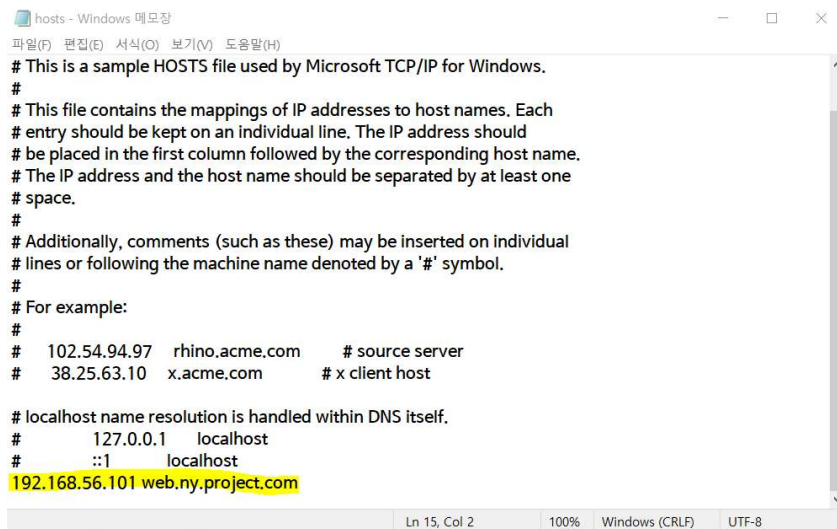 hosts - Windows 메모장
파일(F) 편집(E) 서식(O) 보기(V) 도움말(H)
# This is a sample HOSTS file used by Microsoft TCP/IP for Windows.
#
# This file contains the mappings of IP addresses to host names. Each
# entry should be kept on an individual line. The IP address should
# be placed in the first column followed by the corresponding host name.
# The IP address and the host name should be separated by at least one
# space.
#
# Additionally, comments (such as these) may be inserted on individual
# lines or following the machine name denoted by a '#' symbol.
#
# For example:
#
# 102.54.94.97 rhino.acme.com # source server
# 38.25.63.10 x.acme.com # x client host
# localhost name resolution is handled within DNS itself.
# 127.0.0.1 localhost
# ::1 localhost
192.168.56.101 web.ny.project.com
Ln 15, Col 2 100% Windows (CRLF) UTF-8